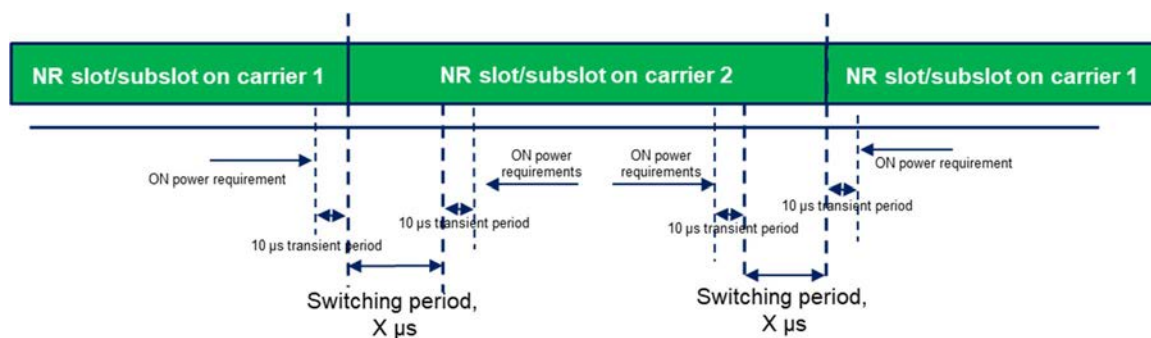 NR slot/subslot on carrier 1
NR slot/subslot on carrier 2
NR slot/subslot on carrier 1
ON power requirement
10 µs transient period
ON power
requirements
10 µs transient period
Switching period,
X µs
ON power
requirements
10 µs transient period
ON power requirement
10 µs transient period
Switching period,
X µs